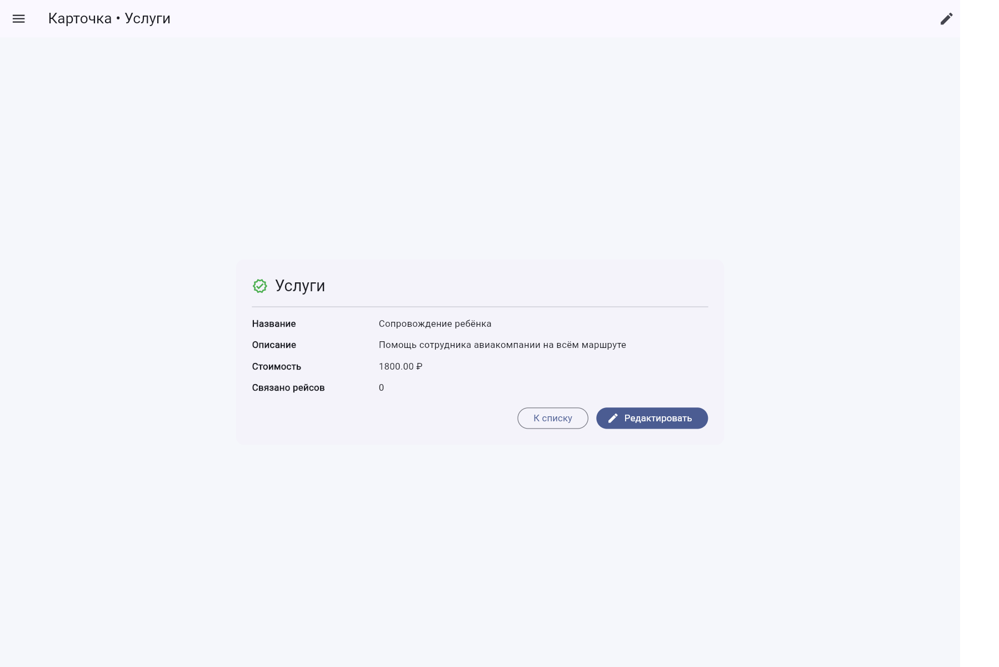 Карточка • Услуги
Услуги
Название Сопровождение ребёнка
Описание Помощь сотрудника авиакомпании на всём маршруте
Стоимость 1800.00 ₽
Связано рейсов 0
К списку Редактировать